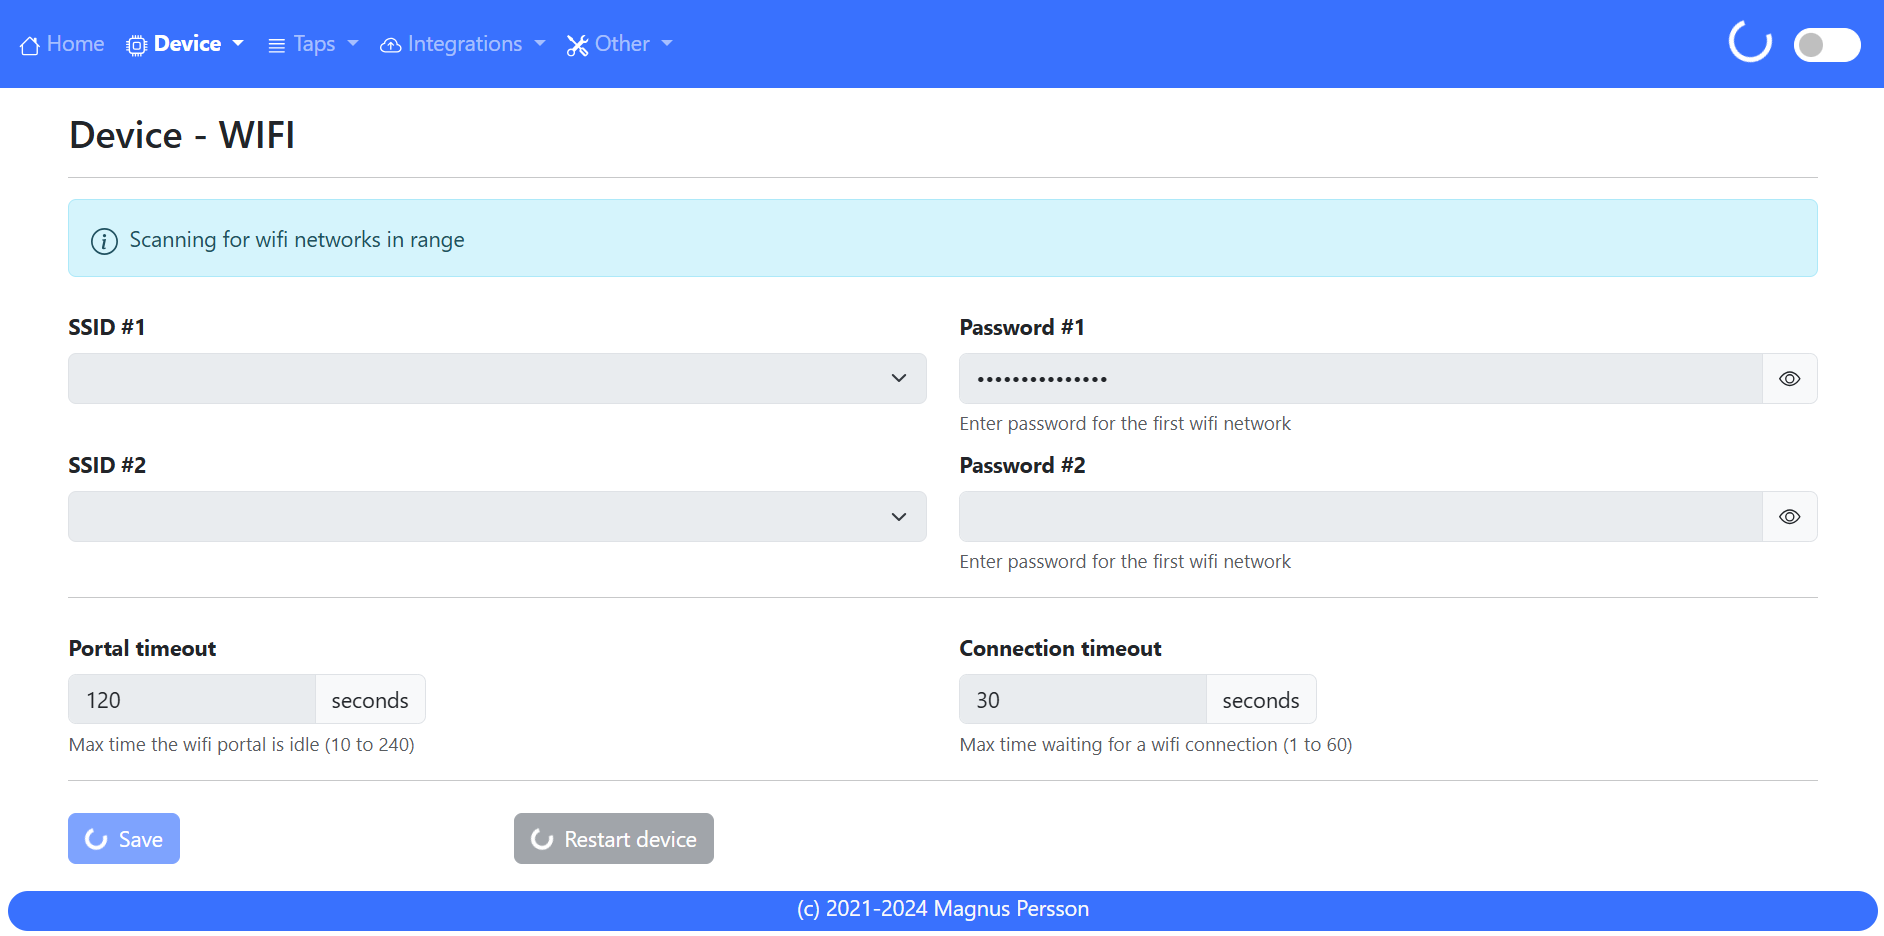 Home Device Taps Integrations Other
Device - WIFI
Scanning for wifi networks in range
SSID #1 Password #1
•••••••••••••••
Enter password for the first wifi network
SSID #2 Password #2
Enter password for the first wifi network
Portal timeout Connection timeout
120 seconds 30 seconds
Max time the wifi portal is idle (10 to 240) Max time waiting for a wifi connection (1 to 60)
Save Restart device
(c) 2021-2024 Magnus Persson